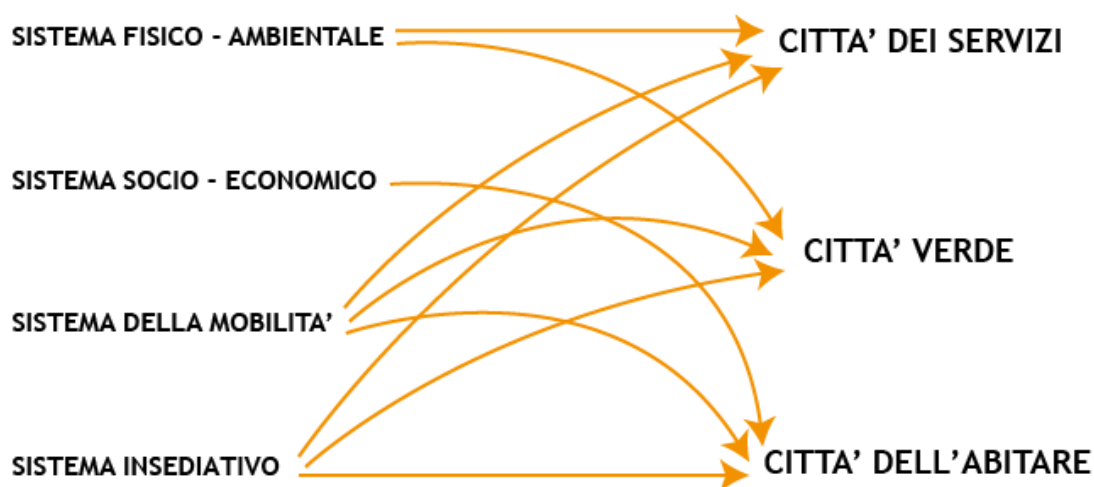 SISTEMA FISICO - AMBIENTALE
CITTA’ DEI SERVIZI
SISTEMA SOCIO - ECONOMICO
CITTA’ VERDE
SISTEMA DELLA MOBILITA’
SISTEMA INSEDIATIVO
CITTA’ DELL’ABITARE